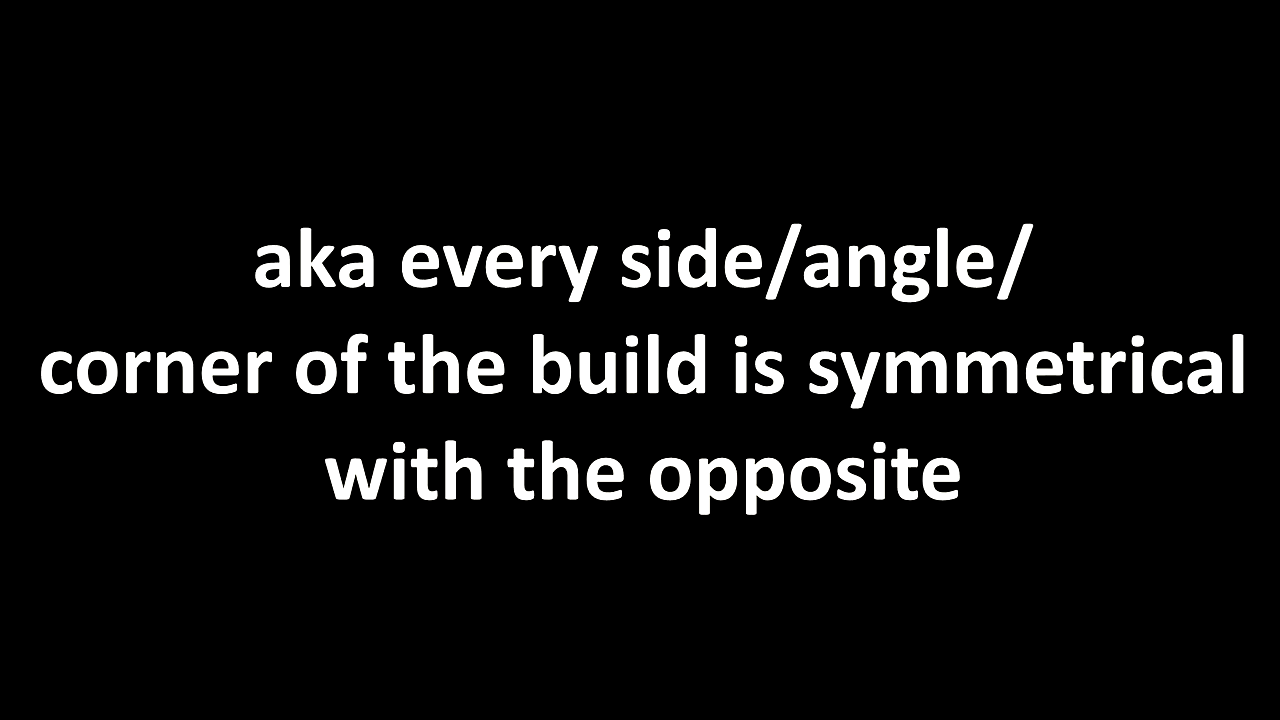 aka every side/angle/
corner of the build is symmetrical
with the opposite